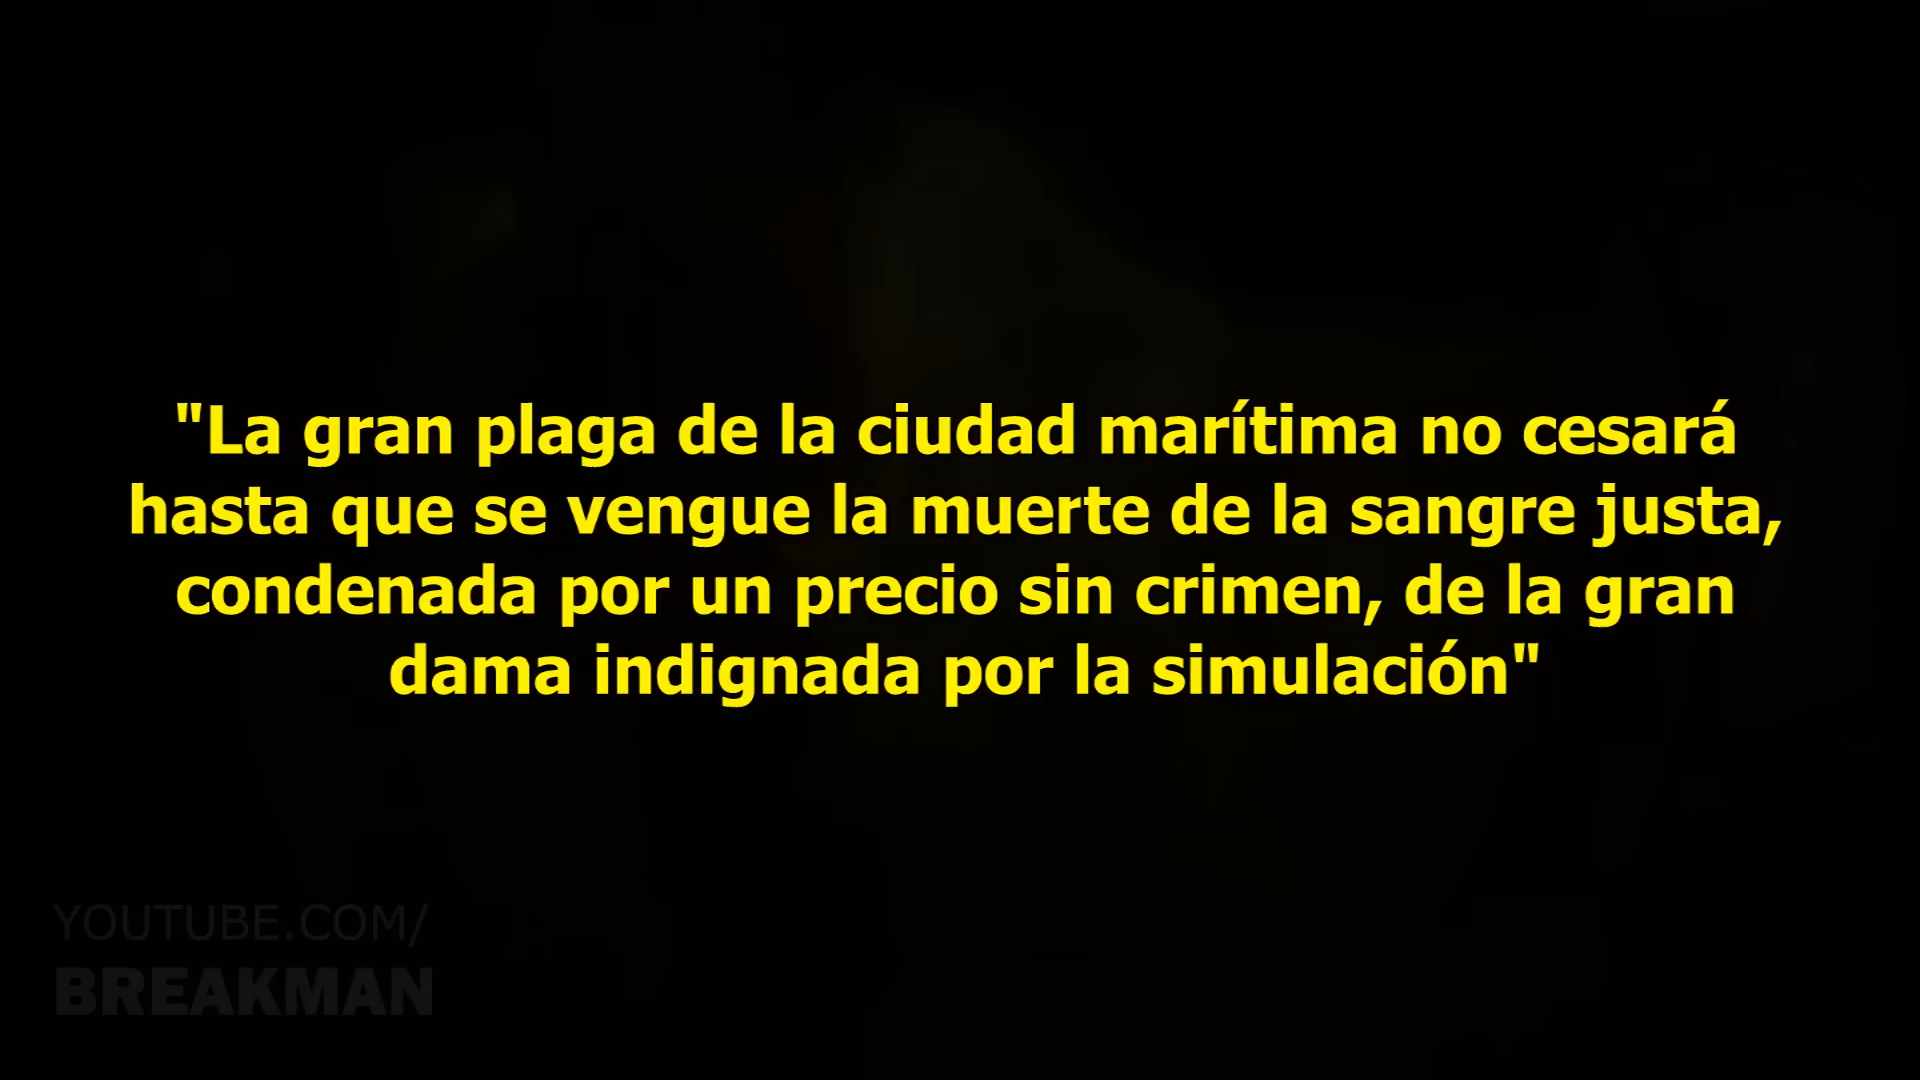 "La gran plaga de la ciudad marítima no cesará
hasta que se vengue la muerte de la sangre justa,
condenada por un precio sin crimen, de la gran
dama indignada por la simulación"
YOUTUBE.COM/
BREAKMAN